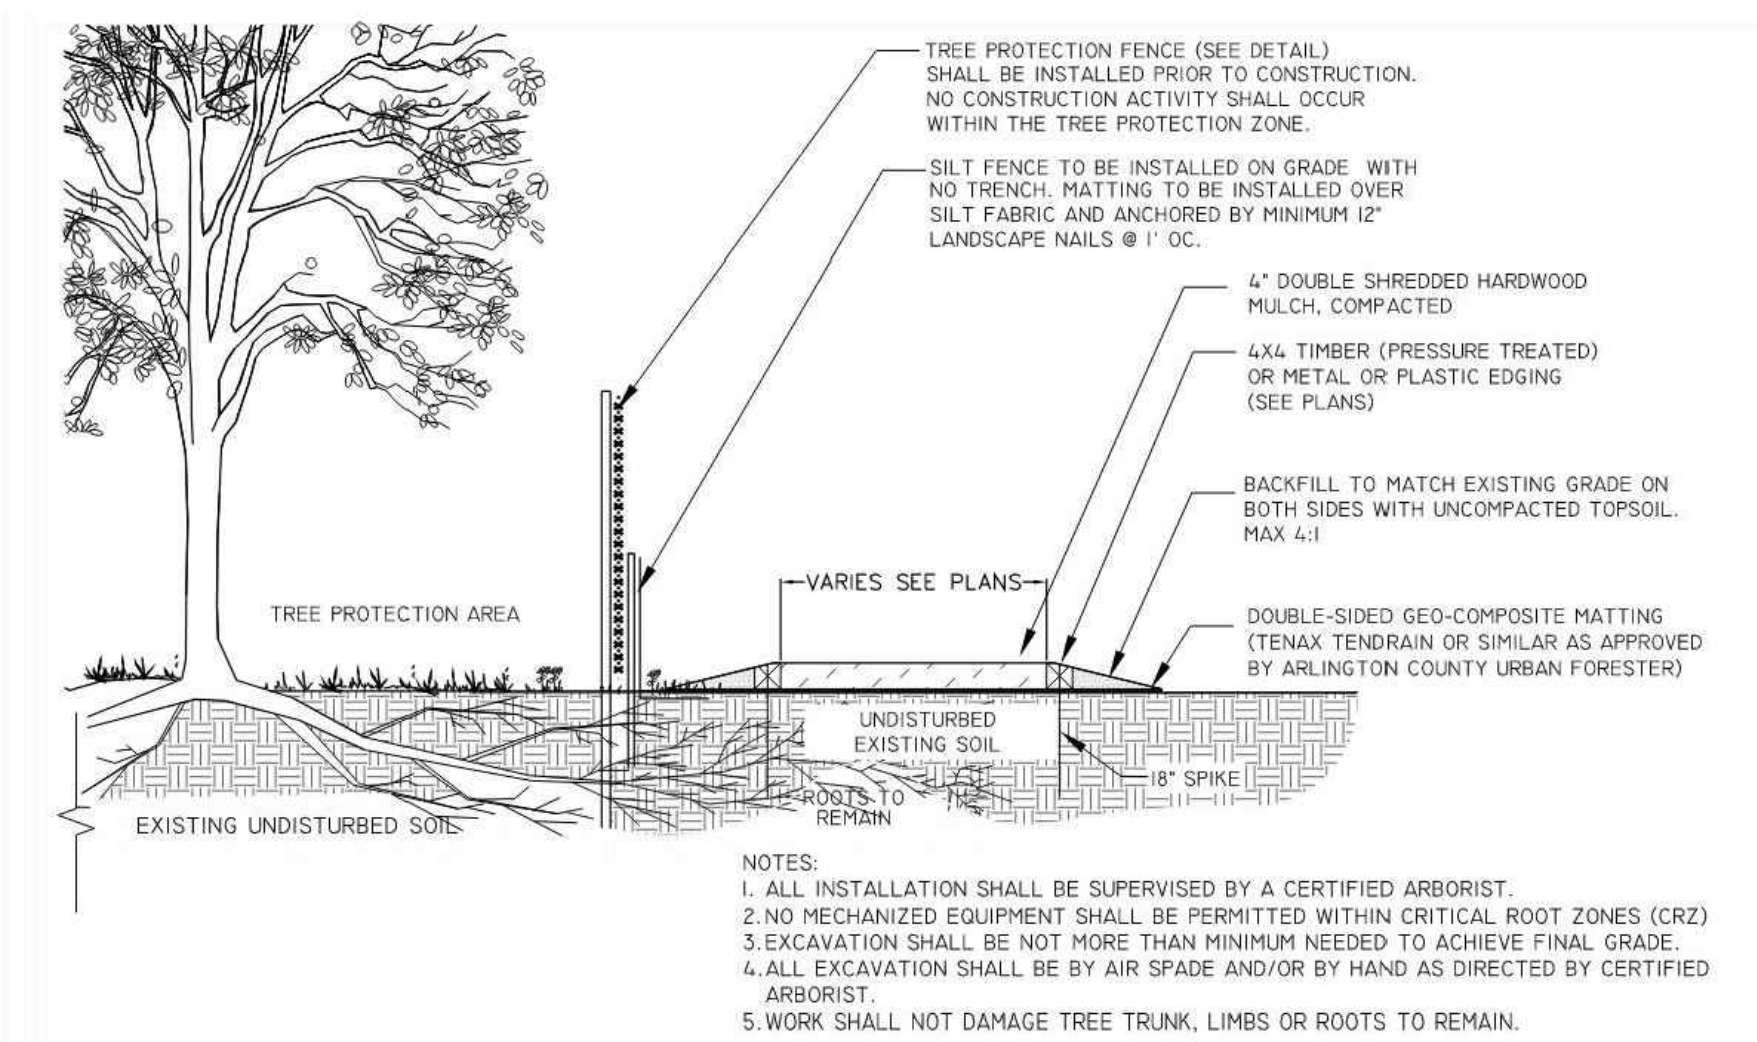 TREE PROTECTION FENCE (SEE DETAIL)
SHALL BE INSTALLED PRIOR TO CONSTRUCTION.
NO CONSTRUCTION ACTIVITY SHALL OCCUR
WITHIN THE TREE PROTECTION ZONE.
SILT FENCE TO BE INSTALLED ON GRADE WITH
NO TRENCH. MATTING TO BE INSTALLED OVER
SILT FABRIC AND ANCHORED BY MINIMUM 12"
LANDSCAPE NAILS @ 1' OC.
4" DOUBLE SHREDDED HARDWOOD
MULCH, COMPACTED
4X4 TIMBER (PRESSURE TREATED)
OR METAL OR PLASTIC EDGING
(SEE PLANS)
BACKFILL TO MATCH EXISTING GRADE ON
BOTH SIDES WITH UNCOMPACTED TOPSOIL.
MAX 4:1
VARIES SEE PLANS
TREE PROTECTION AREA
DOUBLE-SIDED GEO-COMPOSITE MATTING
(TENAX TENDRAIN OR SIMILAR AS APPROVED
BY ARLINGTON COUNTY URBAN FORESTER)
UNDISTURBED
EXISTING SOIL
18" SPIKE
ROOTS TO
REMAIN
EXISTING UNDISTURBED SOIL
NOTES:
1. ALL INSTALLATION SHALL BE SUPERVISED BY A CERTIFIED ARBORIST.
2. NO MECHANIZED EQUIPMENT SHALL BE PERMITTED WITHIN CRITICAL ROOT ZONES (CRZ)
3. EXCAVATION SHALL BE NOT MORE THAN MINIMUM NEEDED TO ACHIEVE FINAL GRADE.
4. ALL EXCAVATION SHALL BE BY AIR SPADE AND/OR BY HAND AS DIRECTED BY CERTIFIED
ARBORIST.
5. WORK SHALL NOT DAMAGE TREE TRUNK, LIMBS OR ROOTS TO REMAIN.